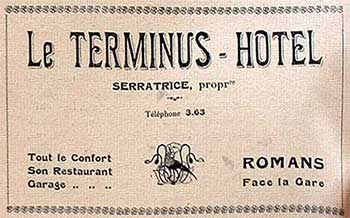 Le TERMINUS-HOTEL
SERRATRICE, propre
Téléphone 3.63
Tout le Confort
Son Restaurant
Garage „ „ „
ROMANS
Face la Gare